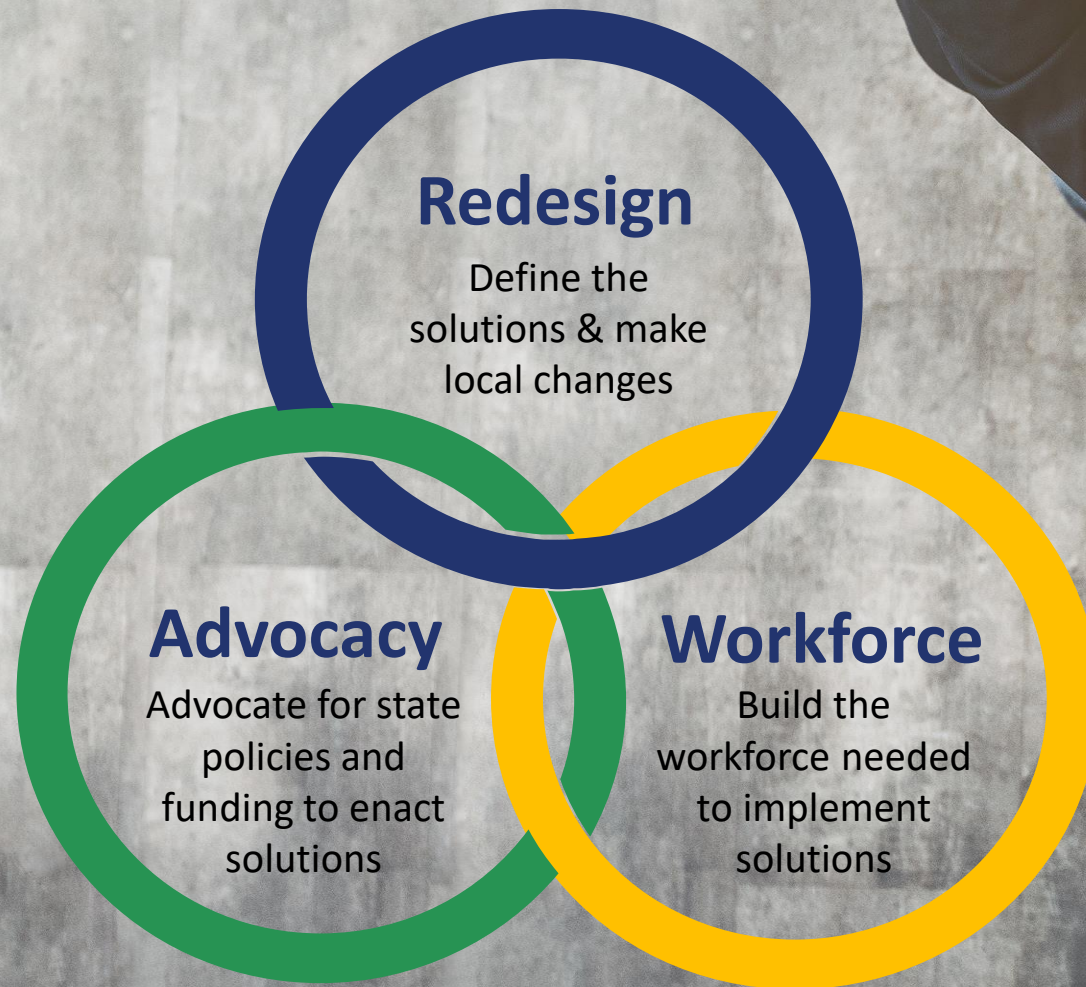 Redesign
Define the
solutions & make
local changes
Advocacy
Advocate for state
policies and
funding to enact
solutions
Workforce
Build the
workforce needed
to implement
solutions